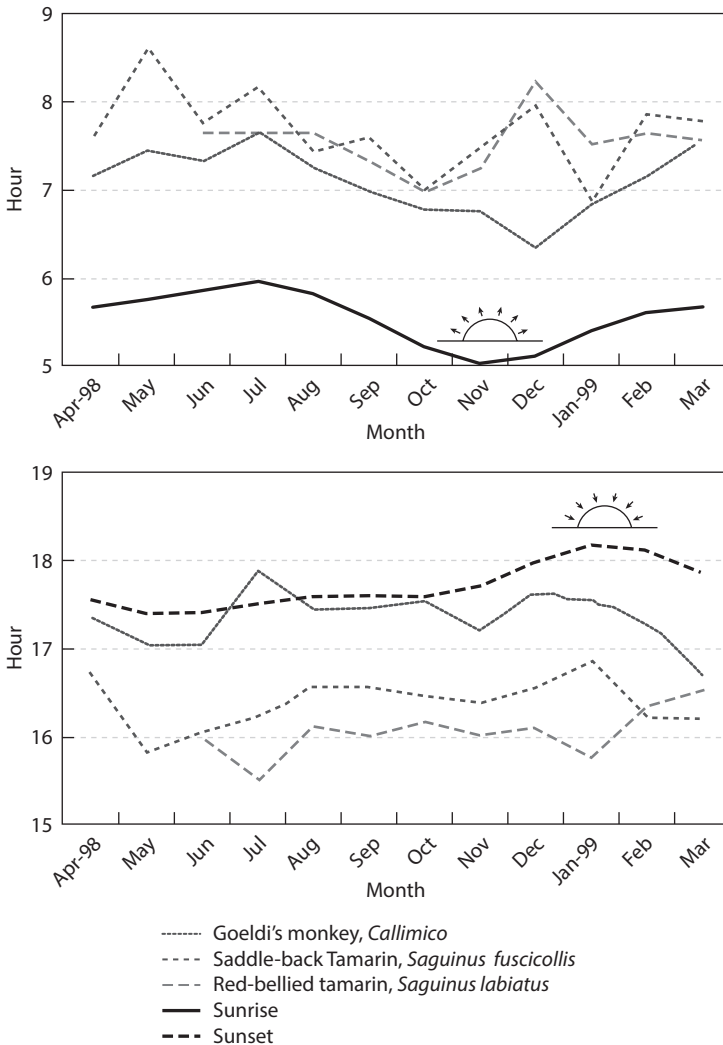 9
8
7
6
5
Hour
Apr-98 May Jun Jul Aug Sep Oct Nov Dec Jan-99 Feb Mar
Month
19
18
17
16
15
Hour
Apr-98 May Jun Jul Aug Sep Oct Nov Dec Jan-99 Feb Mar
Month
Goeldi's monkey, Callimico
Saddle-back Tamarin, Saguinus fuscicollis
Red-bellied tamarin, Saguinus labiatus
Sunrise
Sunset